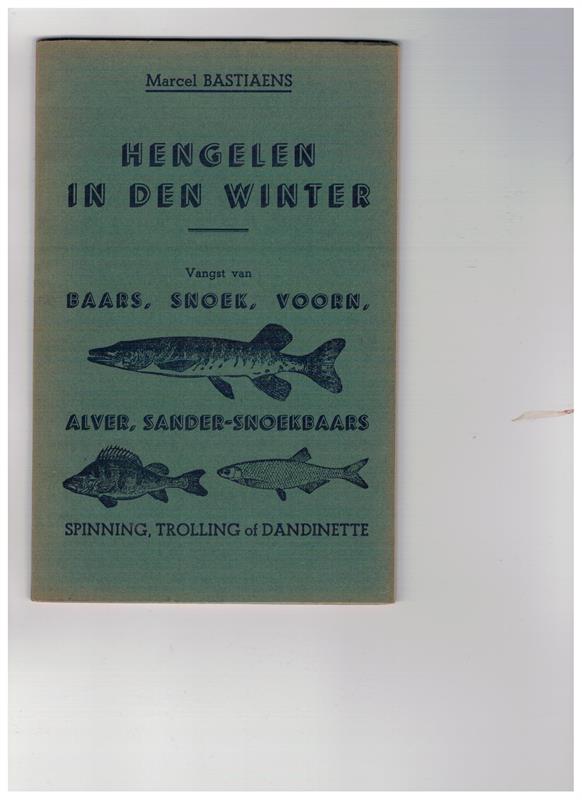 Marcel BASTIAENS
HENGELEN
IN DEN WINTER
Vangst van
BAARS, SNOEK, VOORN,
ALVER, SANDER-SNOEKBAARS
SPINNING, TROLLING of DANDINETTE